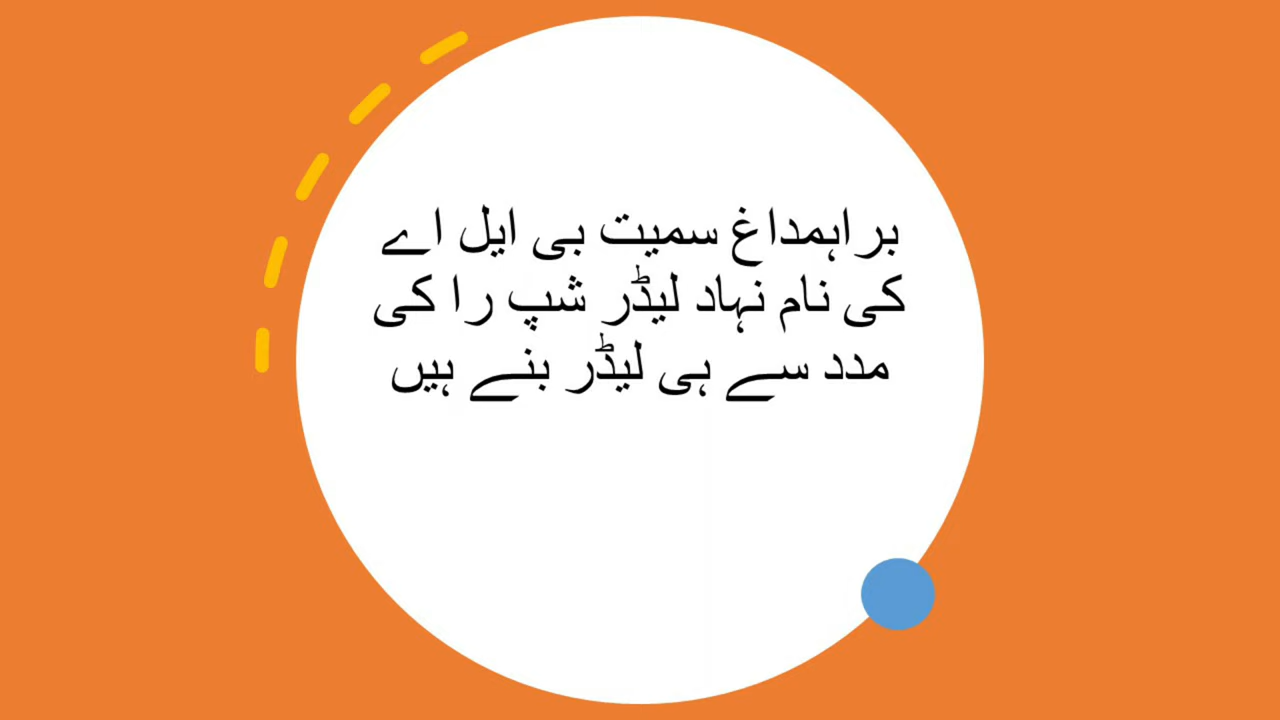 براہمداغ سمیت بی ایل اے
کی نام نہاد لیڈر شپ را کی
مدد سے ہی لیڈر بنے ہیں